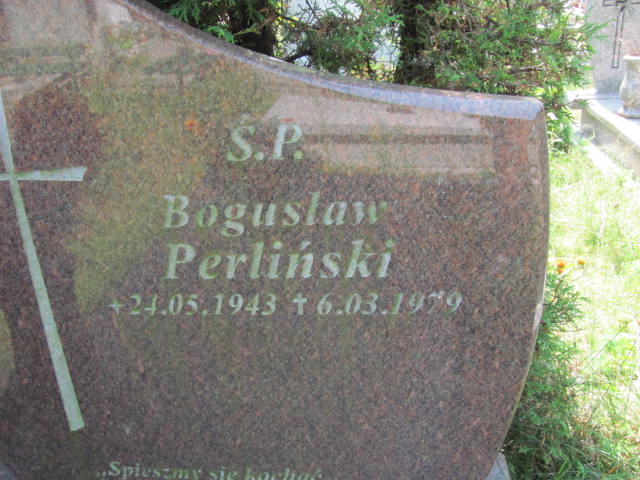 Ś.P.
Bogusław
Perliński
+24.05.1943 †6.03.1979
„Spieszmy się kochać